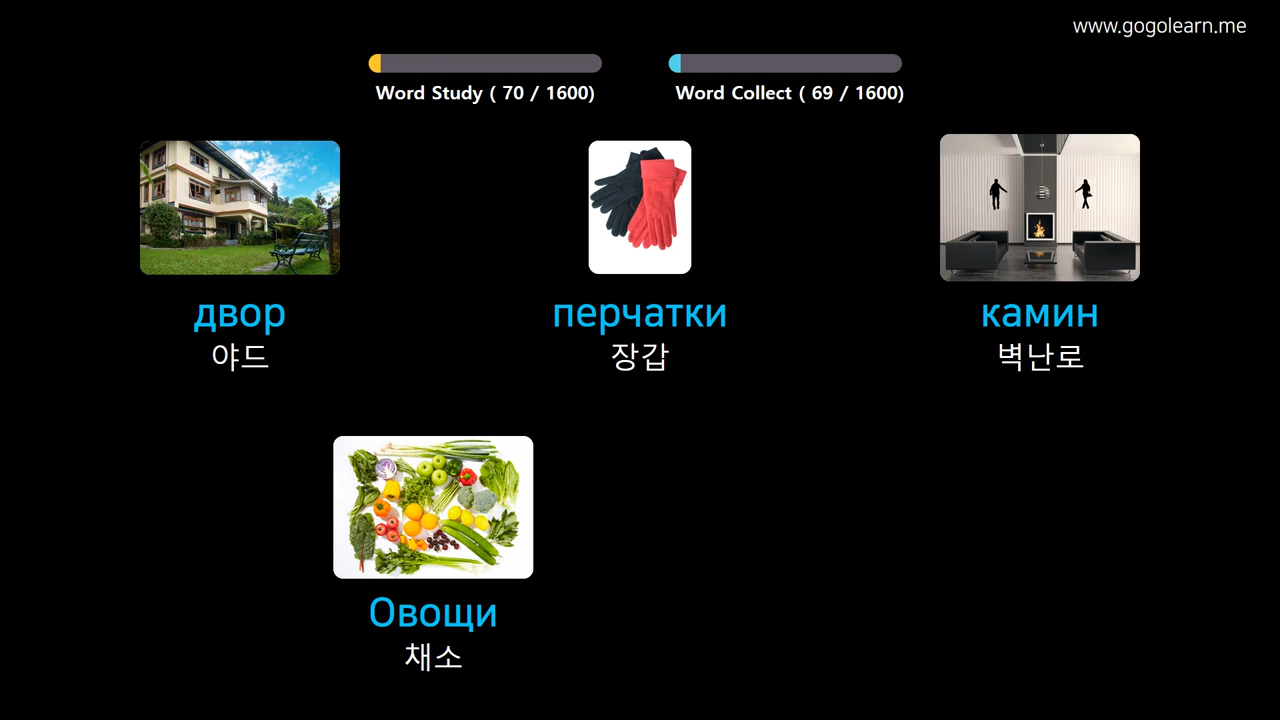 www.gogolearn.me
Word Study ( 70 / 1600)
Word Collect ( 69 / 1600)
двор
야드
перчатки
장갑
камин
벽난로
Овощи
채소